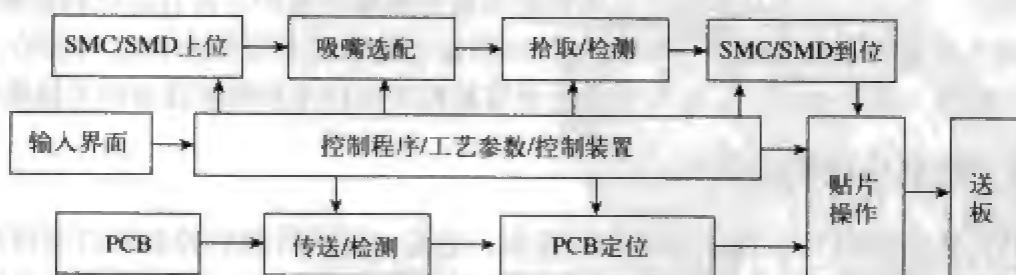 SMC/SMD上位
吸嘴选配
拾取/检测
SMC/SMD到位
输入界面
控制程序/工艺参数/控制装置
贴片
操作
送
板
PCB
传送/检测
PCB定位